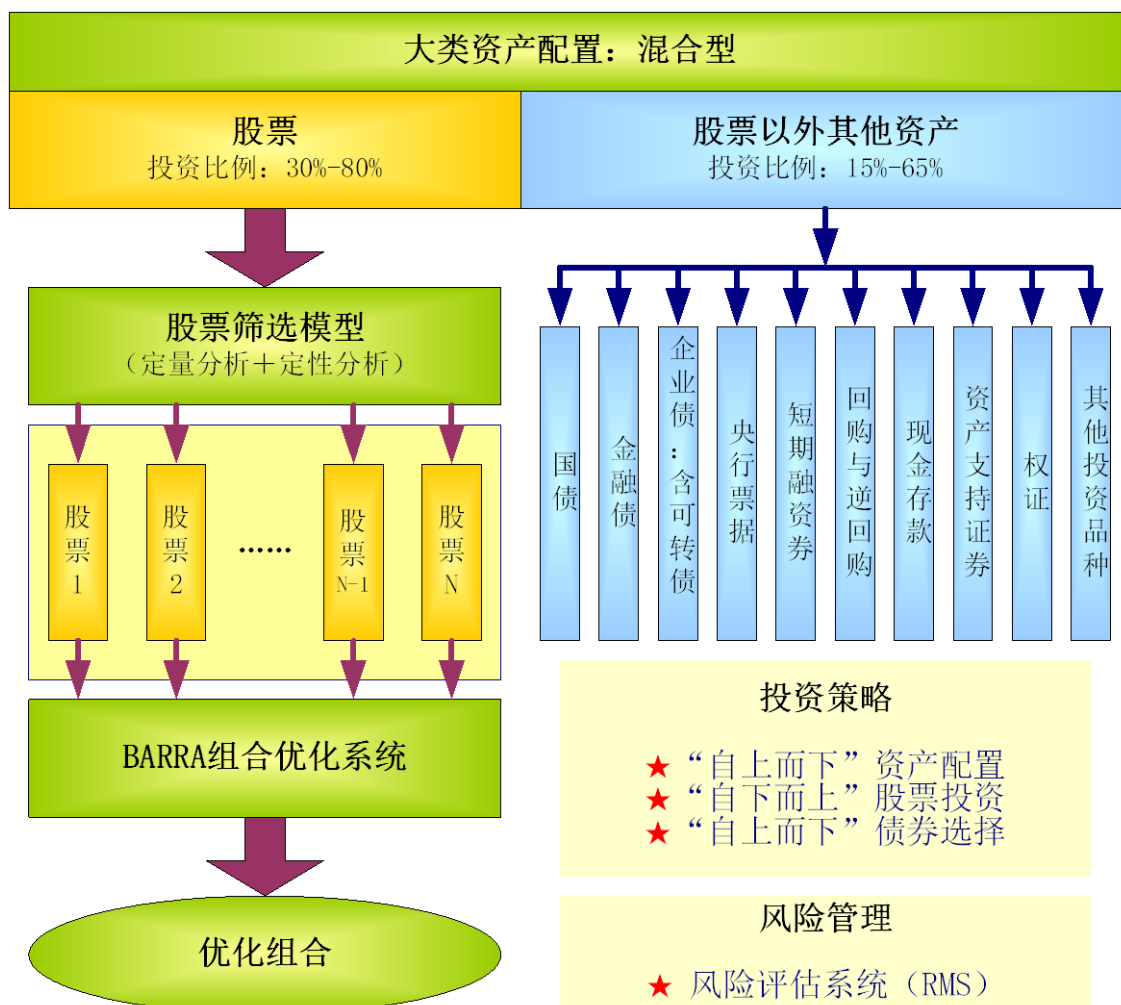 大类资产配置：混合型
股票
投资比例：30%-80%
股票以外其他资产
投资比例：15%-65%
股票筛选模型
（定量分析＋定性分析）
股票1
股票2
……
股票N-1
股票N
BARRA组合优化系统
优化组合
国债
金融债
企业债：含可转债
央行票据
短期融资券
回购与逆回购
现金存款
资产支持证券
权证
其他投资品种
投资策略
★“自上而下”资产配置
★“自下而上”股票投资
★“自上而下”债券选择
风险管理
★ 风险评估系统（RMS）